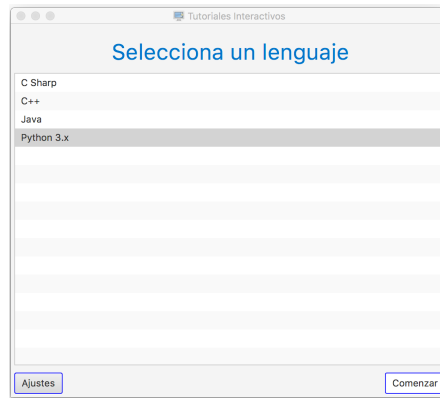 Tutoriales Interactivos
Selecciona un lenguaje
C Sharp
C++
Java
Python 3.x
Ajustes
Comenzar